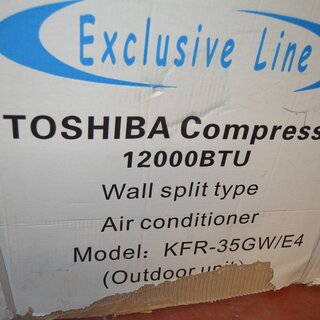 Exclusive Line
TOSHIBA Compress
12000BTU
Wall split type
Air conditioner
Model: KFR-35GW/E4
(Outdoor unit)